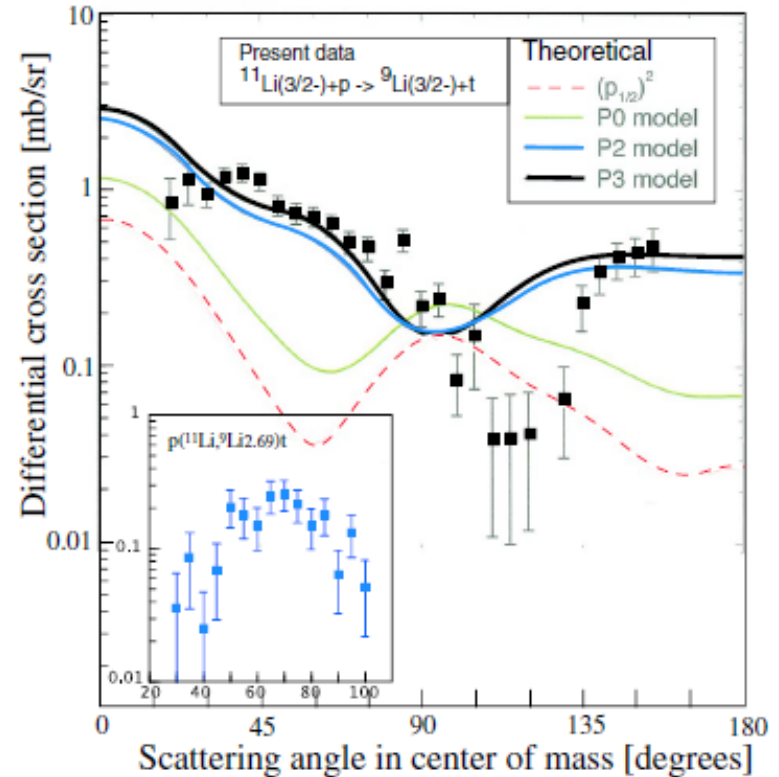 Differential cross section [mb/sr]
10
1
0.1
0.01
Present data
¹¹Li(3/2-)+p -> ⁹Li(3/2-)+t
Theoretical
(p₁/₂)²
P0 model
P2 model
P3 model
p(¹¹Li,⁹Li2.69)t
1
0.1
0.01
20 40 60 80 100
0 45 90 135 180
Scattering angle in center of mass [degrees]